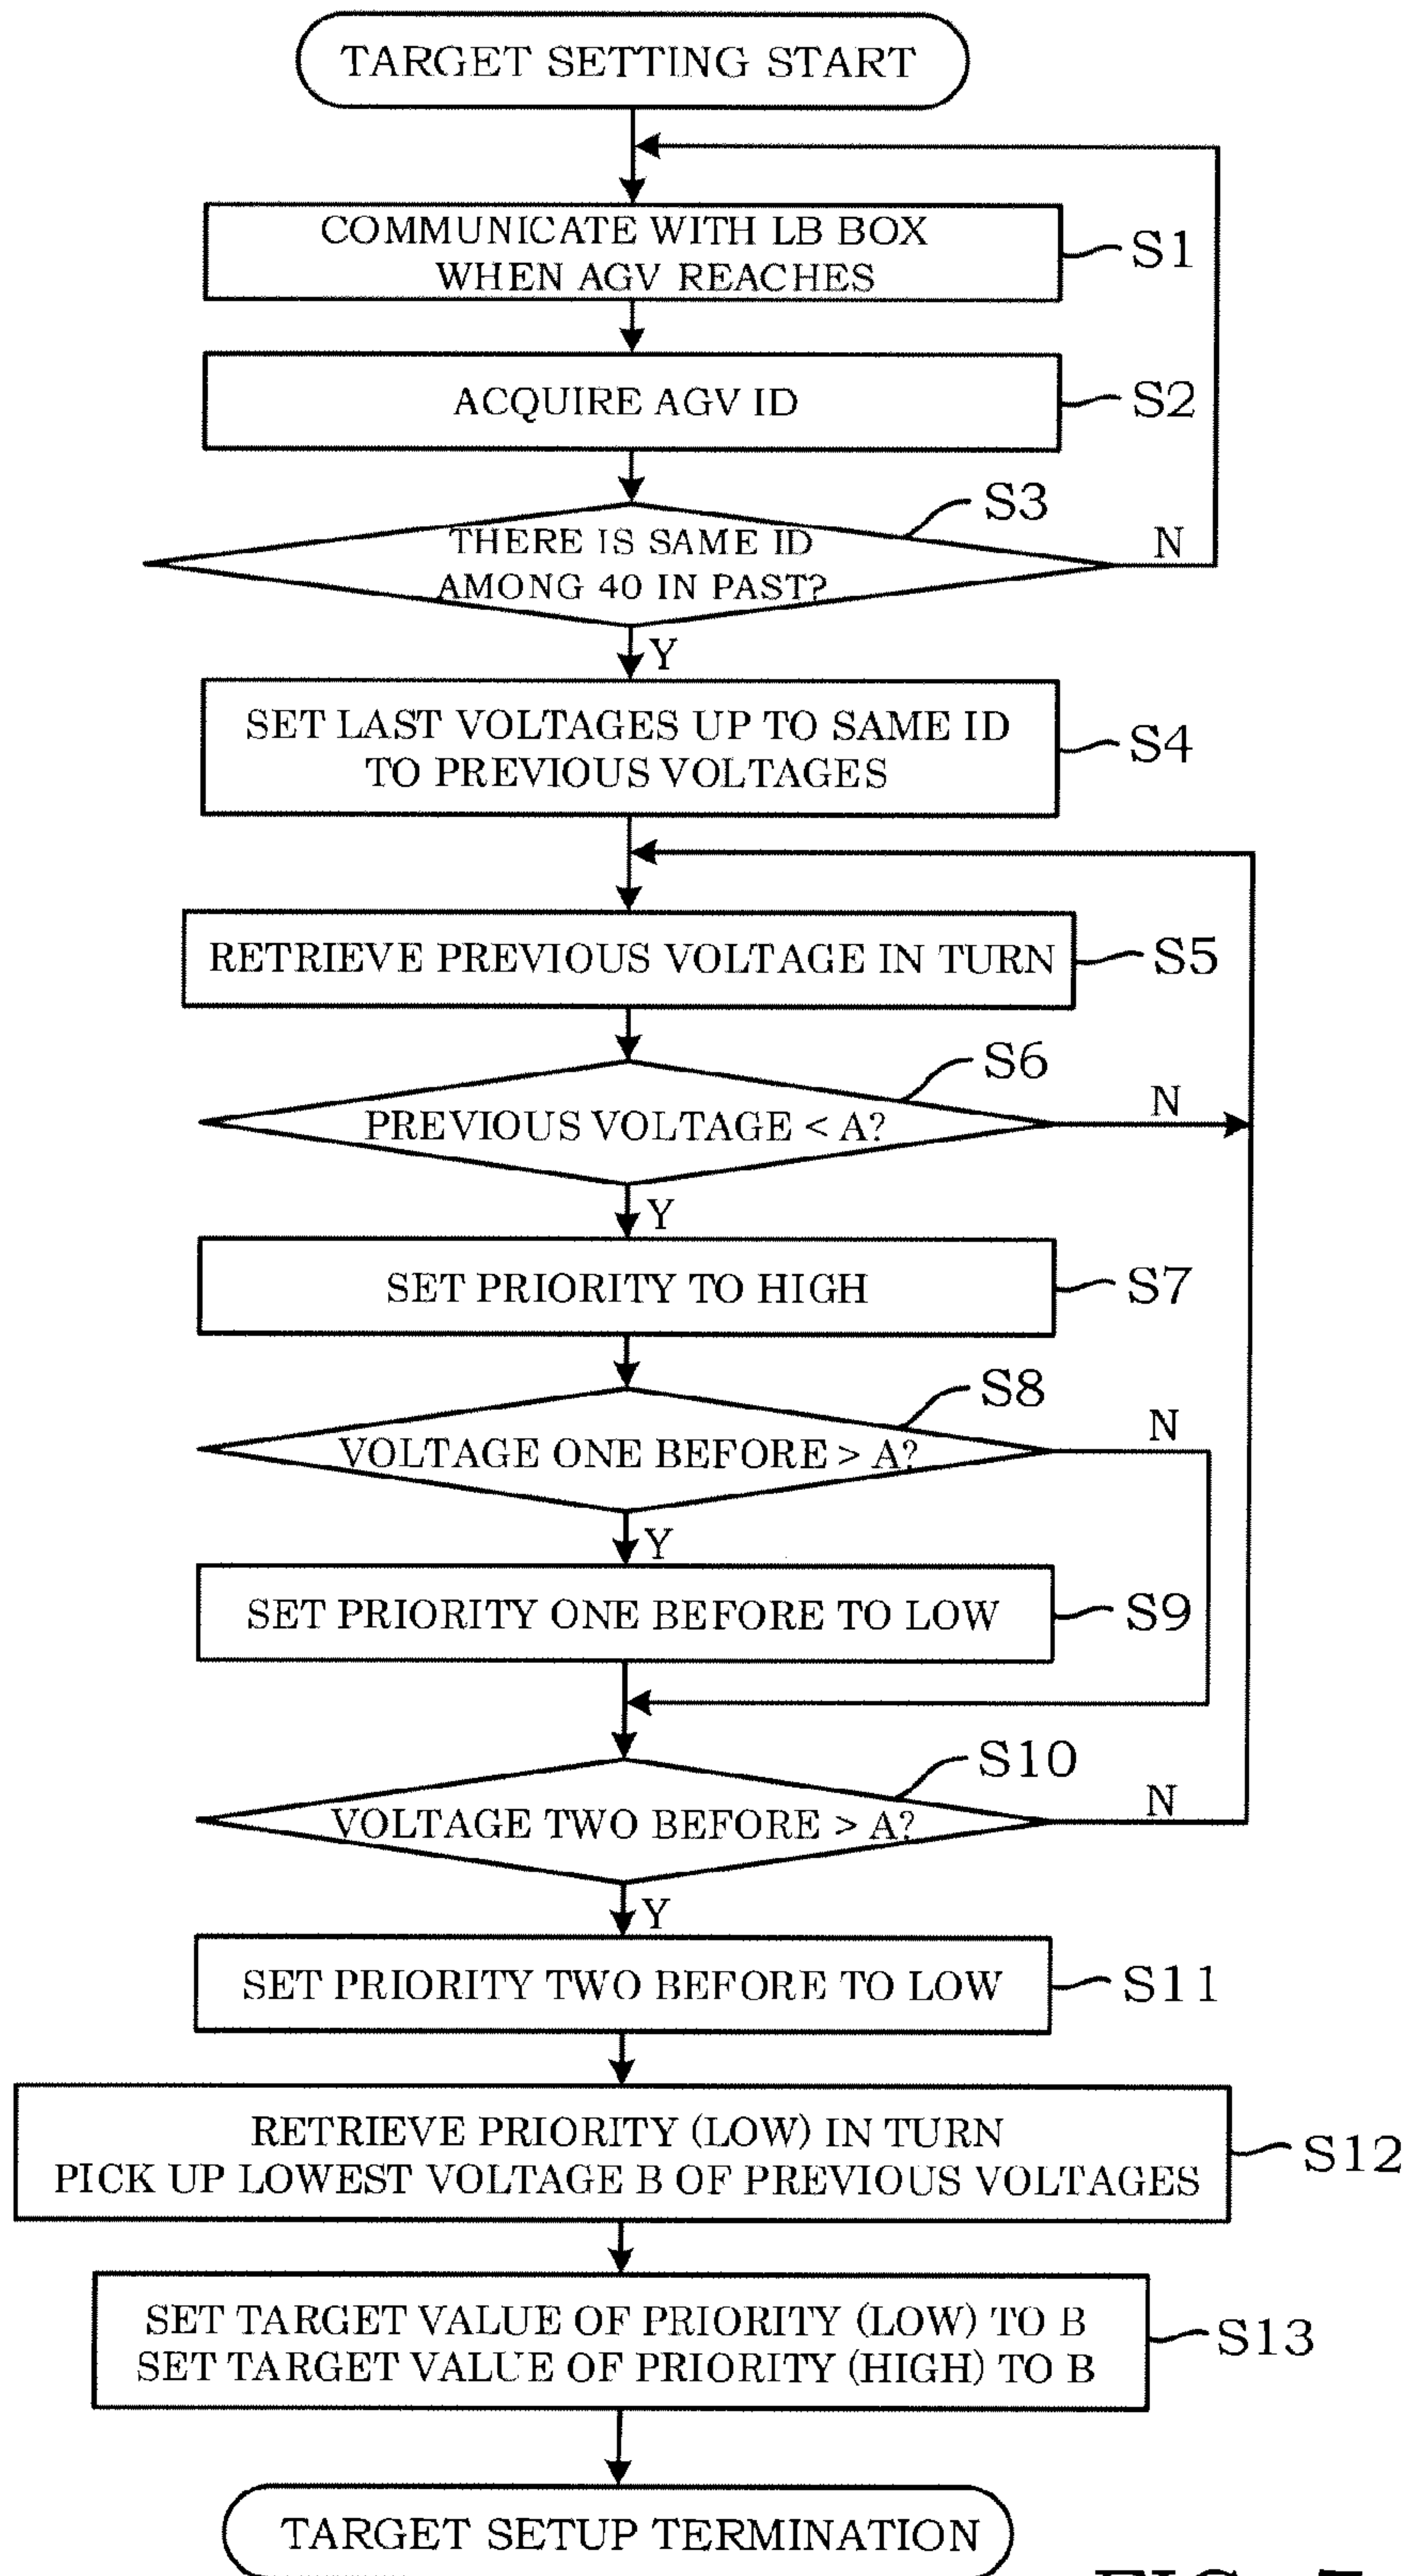 TARGET SETTING START
COMMUNICATE WITH LB BOX
WHEN AGV REACHES
S1
ACQUIRE AGV ID
S2
S3
THERE IS SAME ID
AMONG 40 IN PAST?
N
Y
SET LAST VOLTAGES UP TO SAME ID
TO PREVIOUS VOLTAGES
S4
RETRIEVE PREVIOUS VOLTAGE IN TURN
S5
S6
PREVIOUS VOLTAGE < A?
N
Y
SET PRIORITY TO HIGH
S7
S8
VOLTAGE ONE BEFORE > A?
N
Y
SET PRIORITY ONE BEFORE TO LOW
S9
S10
VOLTAGE TWO BEFORE > A?
N
Y
SET PRIORITY TWO BEFORE TO LOW
S11
RETRIEVE PRIORITY (LOW) IN TURN
PICK UP LOWEST VOLTAGE B OF PREVIOUS VOLTAGES
S12
SET TARGET VALUE OF PRIORITY (LOW) TO B
SET TARGET VALUE OF PRIORITY (HIGH) TO B
S13
TARGET SETUP TERMINATION